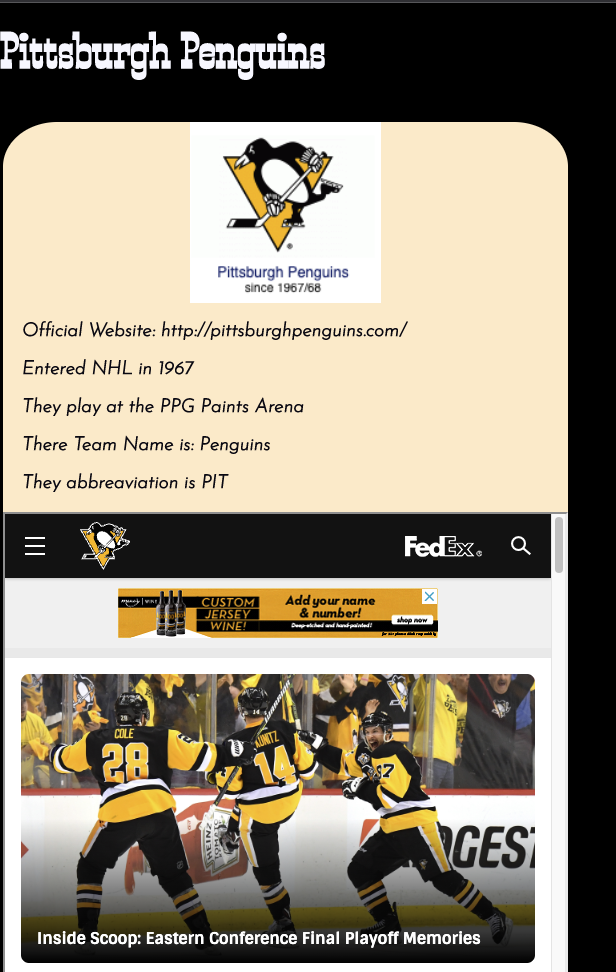 Pittsburgh Penguins
Pittsburgh Penguins
since 1967/68
Official Website: http://pittsburghpenguins.com/
Entered NHL in 1967
They play at the PPG Paints Arena
There Team Name is: Penguins
They abbreaviation is PIT
FedEx®
CUSTOM
JERSEY
WINE!
Add your name
& number!
Deep-etched and hand-painted!
shop now
28
COLE
28
14
KUNITZ
14
HEINZ
Inside Scoop: Eastern Conference Final Playoff Memories